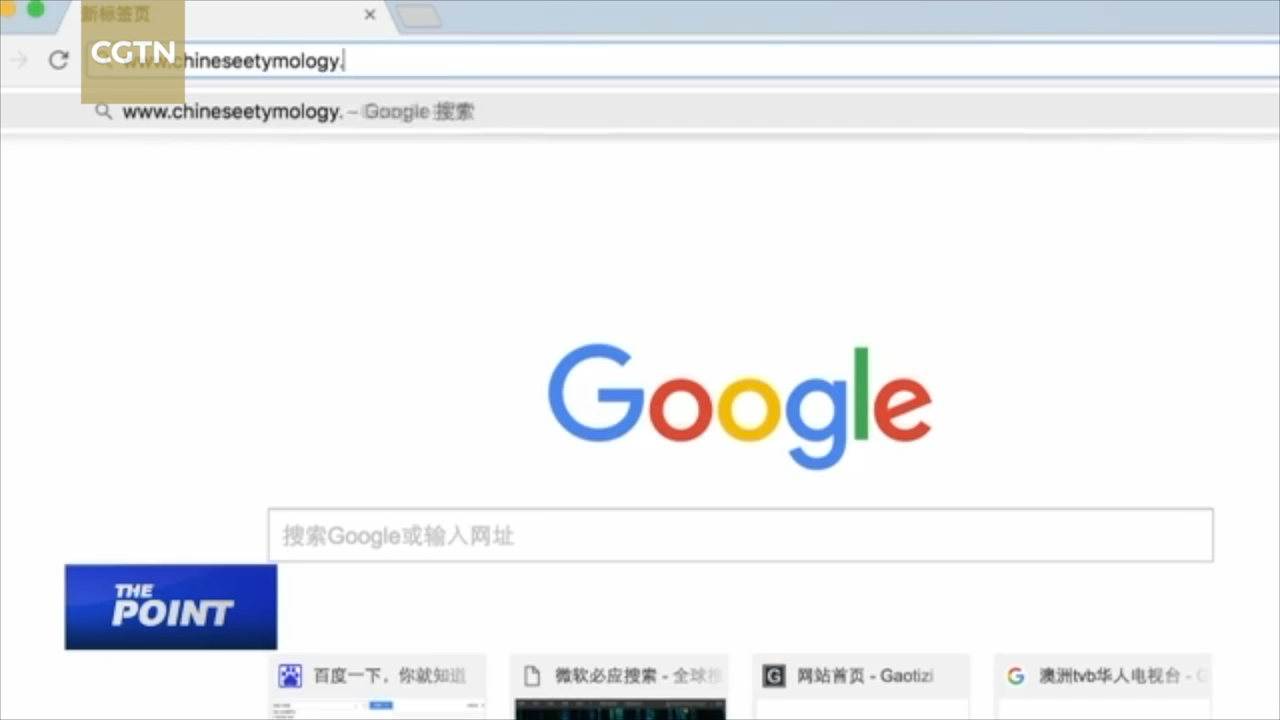 新标签页
CGTN
www.chineseetymology.
www.chineseetymology. – Google 搜索
Google
搜索Google或输入网址
THE
POINT
百度一下，你就知道
微软必应搜索 - 全球搜
网站首页 - Gaotizi
澳洲tvb华人电视台 - G